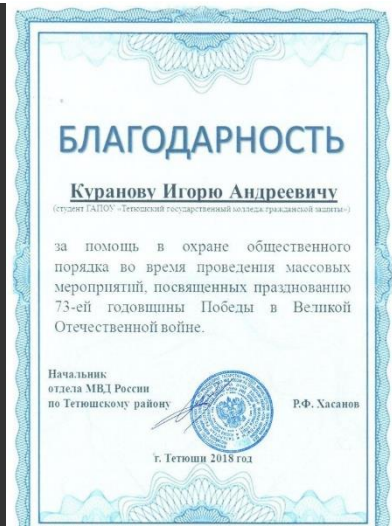 БЛАГОДАРНОСТЬ
Куранову Игорю Андреевичу
(студент ГАПОУ «Тетюшский государственный колледж гражданской защиты»)
за помощь в охране общественного
порядка во время проведения массовых
мероприятий, посвященных празднованию
73-ей годовщины Победы в Великой
Отечественной войне.
Начальник
отдела МВД России
по Тетюшскому району
Р.Ф. Хасанов
г. Тетюши 2018 год